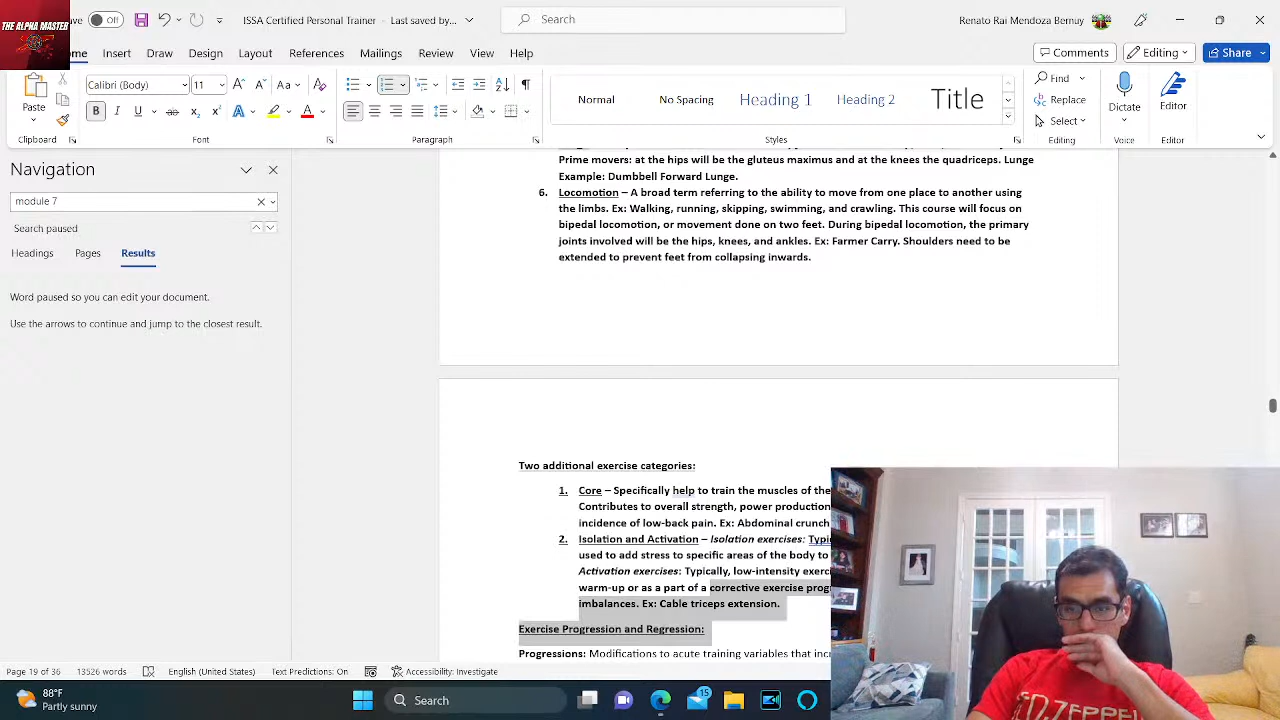 THE ALPHA MASTER
off
ISSA Certified Personal Trainer - Sav...
Search
Renato Rai Mendoza Bernuy
Insert
Draw
Design
Layout
References
Mailings
Review
View
Help
Comments
Editing
Share
Paste
Calibri (Body)
11
Normal
No Spacing
Heading 1
Heading 2
Title
Find
Replace
Select
Dictate
Editor
Clipboard
Font
Paragraph
Styles
Editing
Voice
Editor
Navigation
module 7
Search Suggestions
Headings
Pages
Results
Word paused so you can edit your document.
Use the arrows to continue and jump to the closest result.
Prime movers: at the hips will be the gluteus maximus and at the knees the quadriceps. Lunge
Example: Dumbbell Forward Lunge.
6. Locomotion – A broad term referring to the ability to move from one place to another using
the limbs. Ex: Walking, running, skipping, swimming, and crawling. This course will focus on
bipedal locomotion, or movement done on two feet. During bipedal locomotion, the primary
joints involved will be the hips, knees, and ankles. Ex: Farmer Carry. Shoulders need to be
extended to prevent feet from collapsing inwards.
Two additional exercise categories:
1. Core – Specifically help to train the muscles of the
Contributes to overall strength, power production
incidence of low-back pain. Ex: Abdominal crunch
2. Isolation and Activation – Isolation exercises: Typi
used to add stress to specific areas of the body to
Activation exercises: Typically, low-intensity exerc
warm-up or as a part of a corrective exercise prog
imbalances. Ex: Cable triceps extension.
Exercise Progression and Regression:
Progressions: Modifications to acute training variables that inc
Page 19 of 36
13526 words
English (United States)
Text Predictions: On
Accessibility: Investigate
88°F
Partly sunny
Search
15